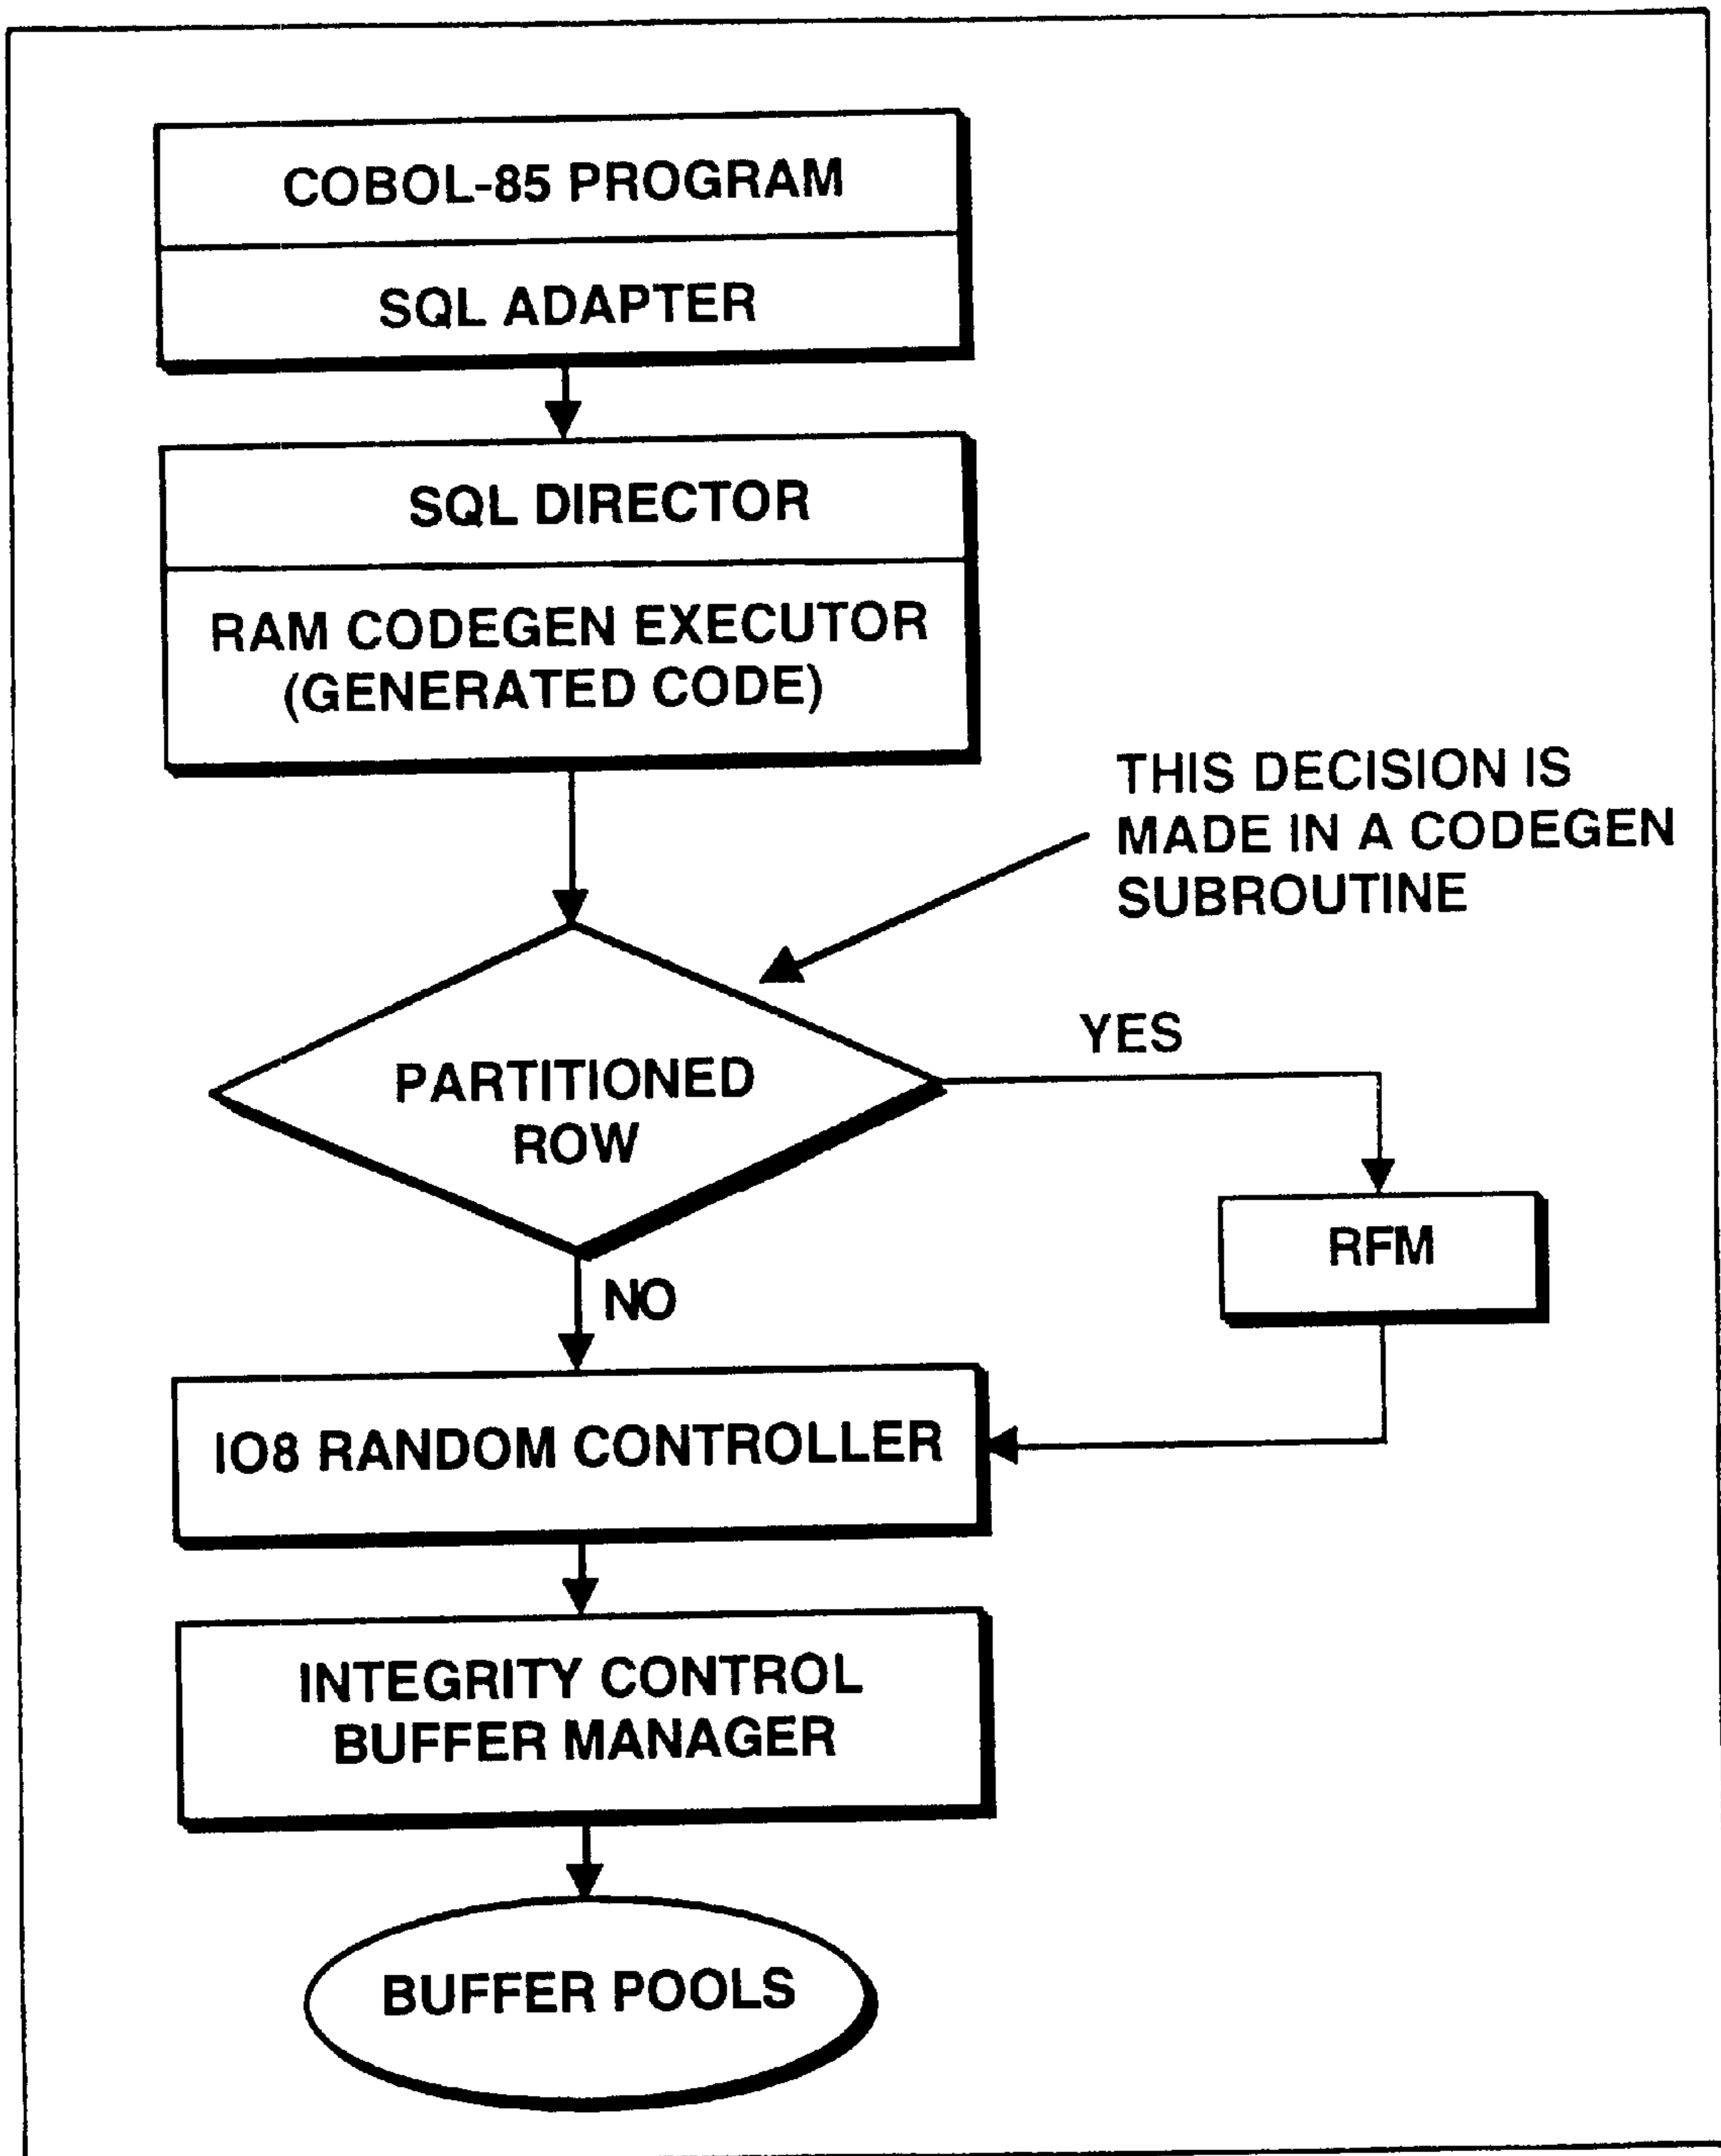 COBOL-85 PROGRAM
SQL ADAPTER
SQL DIRECTOR
RAM CODEGEN EXECUTOR
(GENERATED CODE)
THIS DECISION IS
MADE IN A CODEGEN
SUBROUTINE
PARTITIONED
ROW
YES
NO
RFM
IO8 RANDOM CONTROLLER
INTEGRITY CONTROL
BUFFER MANAGER
BUFFER POOLS